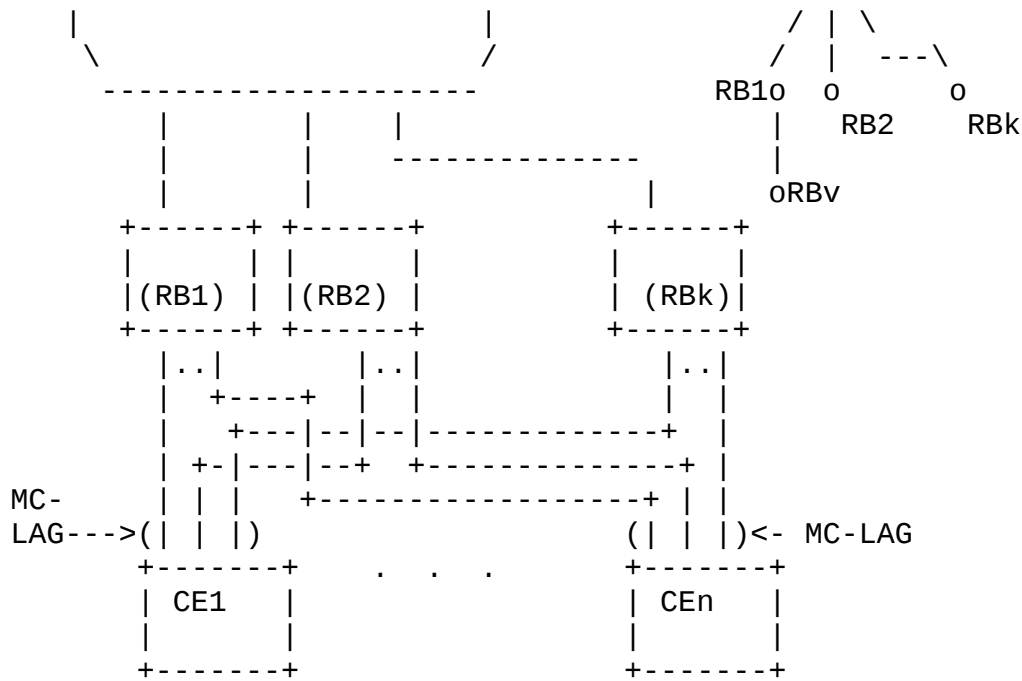 RB1o o o
RB2 RBk
oRBv
(RB1) (RB2) (RBk)
MC-
LAG--->( ) ( )<- MC-LAG
. . .
CE1 CEn